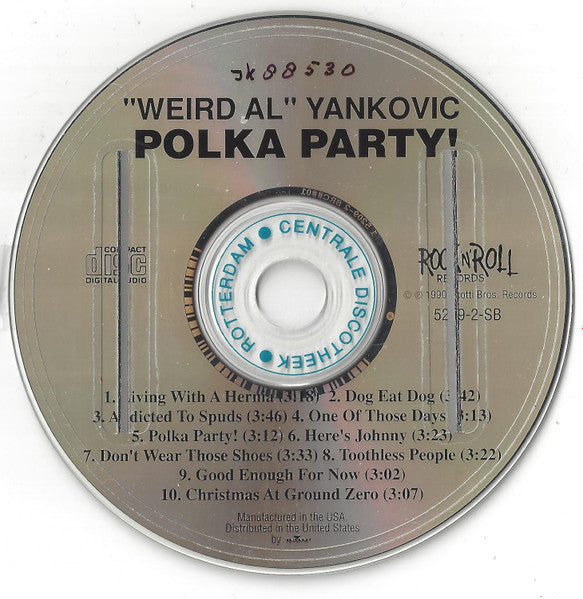 JK88530
"WEIRD AL" YANKOVIC
POLKA PARTY!
COMPACT
disc
DIGITAL AUDIO
CENTRALE DISCOTHEEK • ROTTERDAM •
ROCK 'N' ROLL
RECORDS
℗ © 1990 Scotti Bros. Records
-2-SB
1. Living With A Hernia (3:18) 2. Dog Eat Dog (3:42)
3. Addicted To Spuds (3:46) 4. One Of Those Days (3:13)
5. Polka Party! (3:12) 6. Here's Johnny (3:23)
7. Don't Wear Those Shoes (3:33) 8. Toothless People (3:22)
9. Good Enough For Now (3:02)
10. Christmas At Ground Zero (3:07)
Manufactured in the USA.
Distributed in the United States
by